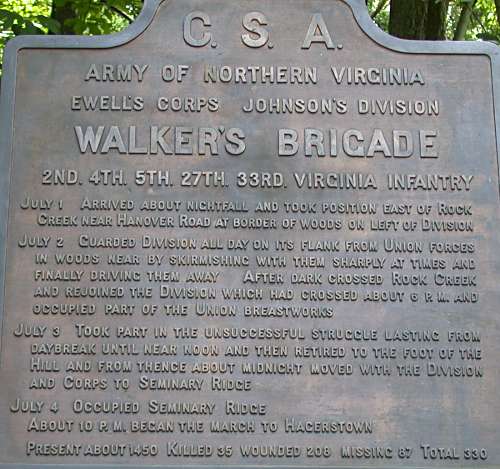 C. S. A.
ARMY OF NORTHERN VIRGINIA
EWELL'S CORPS JOHNSON'S DIVISION
WALKER'S BRIGADE
2ND. 4TH. 5TH. 27TH. 33RD. VIRGINIA INFANTRY
JULY 1 ARRIVED ABOUT NIGHTFALL AND TOOK POSITION EAST OF ROCK
CREEK NEAR HANOVER ROAD AT BORDER OF WOODS ON LEFT OF DIVISION
JULY 2 GUARDED DIVISION ALL DAY ON ITS FLANK FROM UNION FORCES
IN WOODS NEAR BY SKIRMISHING WITH THEM SHARPLY AT TIMES AND
FINALLY DRIVING THEM AWAY AFTER DARK CROSSED ROCK CREEK
AND REJOINED THE DIVISION WHICH HAD CROSSED ABOUT 6 P.M. AND
OCCUPIED PART OF THE UNION BREASTWORKS
JULY 3 TOOK PART IN THE UNSUCCESSFUL STRUGGLE LASTING FROM
DAYBREAK UNTIL NEAR NOON AND THEN RETIRED TO THE FOOT OF THE
HILL AND FROM THENCE ABOUT MIDNIGHT MOVED WITH THE DIVISION
AND CORPS TO SEMINARY RIDGE
JULY 4 OCCUPIED SEMINARY RIDGE
ABOUT 10 P.M. BEGAN THE MARCH TO HAGERSTOWN
PRESENT ABOUT 1450 KILLED 35 WOUNDED 208 MISSING 87 TOTAL 330